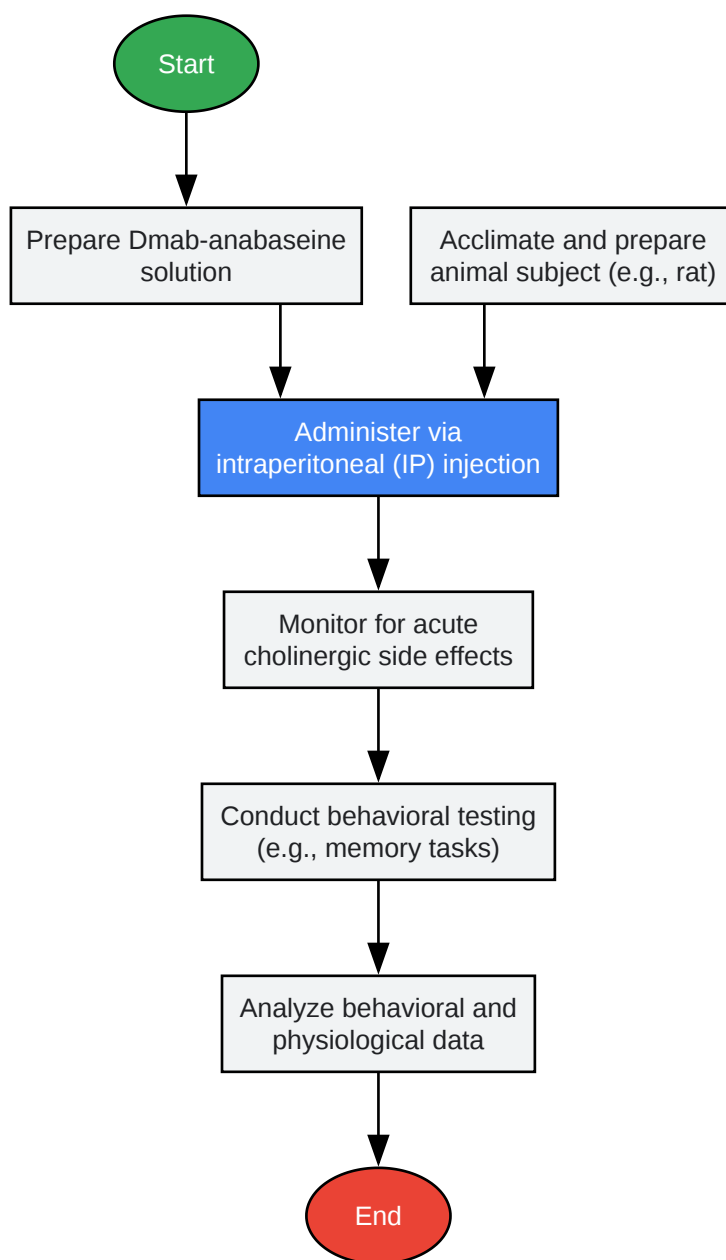 Start
Prepare Dmab-anabaseine
solution
Acclimate and prepare
animal subject (e.g., rat)
Administer via
intraperitoneal (IP) injection
Monitor for acute
cholinergic side effects
Conduct behavioral testing
(e.g., memory tasks)
Analyze behavioral and
physiological data
End